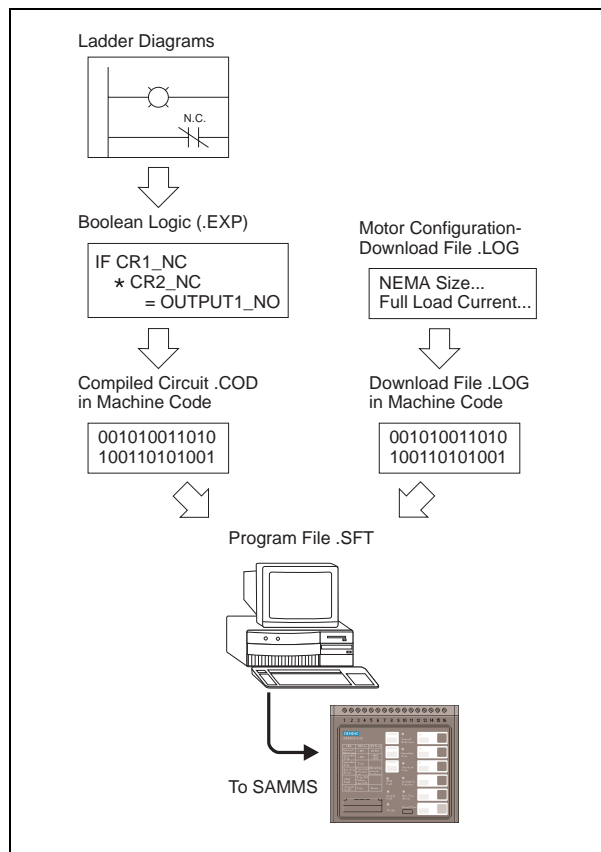 Ladder Diagrams
N.C.
Boolean Logic (.EXP)
IF CR1_NC
* CR2_NC
= OUTPUT1_NO
Compiled Circuit .COD
in Machine Code
001010011010
100110101001
Motor Configuration-
Download File .LOG
NEMA Size...
Full Load Current...
Download File .LOG
in Machine Code
001010011010
100110101001
Program File .SFT
To SAMMS
1 2 3 4 5 6 7 8 9 10 11 12 13 14 15 16
SIEMENS